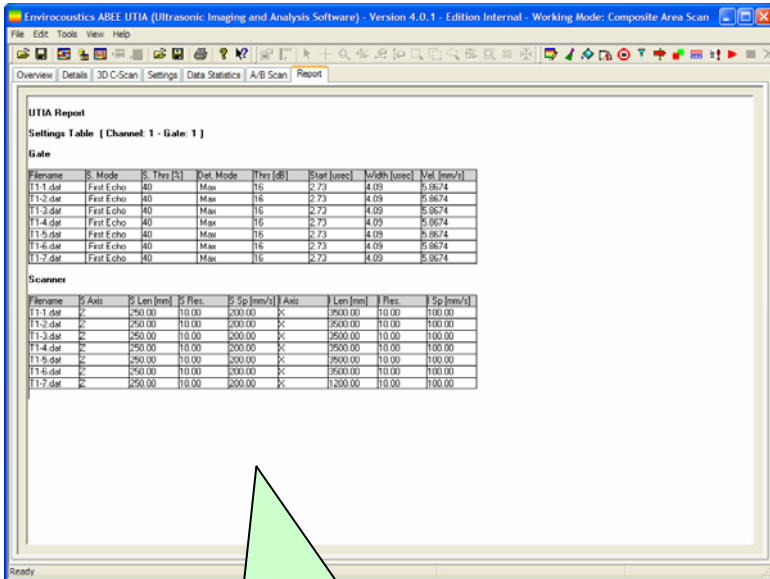 Envirocoustics ABEE UTIA (Ultrasonic Imaging and Analysis Software) - Version 4.0.1 - Edition Internal - Working Mode: Composite Area Scan
File Edit Tools View Help
Overview Details 3D C-Scan Settings Data Statistics A/B Scan Report
UTIA Report
Settings Table ( Channel: 1 - Gate: 1 )
Gate
Filename S. Mode S. Thrs [%] Det. Mode Thrs [dB] Start [usec] Width [usec] Vel. [mm/s]
T1-1.dat First Echo 40 Max 16 2.73 4.09 5.8674
T1-2.dat First Echo 40 Max 16 2.73 4.09 5.8674
T1-3.dat First Echo 40 Max 16 2.73 4.09 5.8674
T1-4.dat First Echo 40 Max 16 2.73 4.09 5.8674
T1-5.dat First Echo 40 Max 16 2.73 4.09 5.8674
T1-6.dat First Echo 40 Max 16 2.73 4.09 5.8674
T1-7.dat First Echo 40 Max 16 2.73 4.09 5.8674
Scanner
Filename S Axis S Len [mm] S Res. S Sp [mm/s] I Axis I Len [mm] I Res. I Sp [mm/s]
T1-1.dat Z 250.00 10.00 200.00 X 3500.00 10.00 100.00
T1-2.dat Z 250.00 10.00 200.00 X 3500.00 10.00 100.00
T1-3.dat Z 250.00 10.00 200.00 X 3500.00 10.00 100.00
T1-4.dat Z 250.00 10.00 200.00 X 3500.00 10.00 100.00
T1-5.dat Z 250.00 10.00 200.00 X 3500.00 10.00 100.00
T1-6.dat Z 250.00 10.00 200.00 X 3500.00 10.00 100.00
T1-7.dat Z 250.00 10.00 200.00 X 1200.00 10.00 100.00
Ready